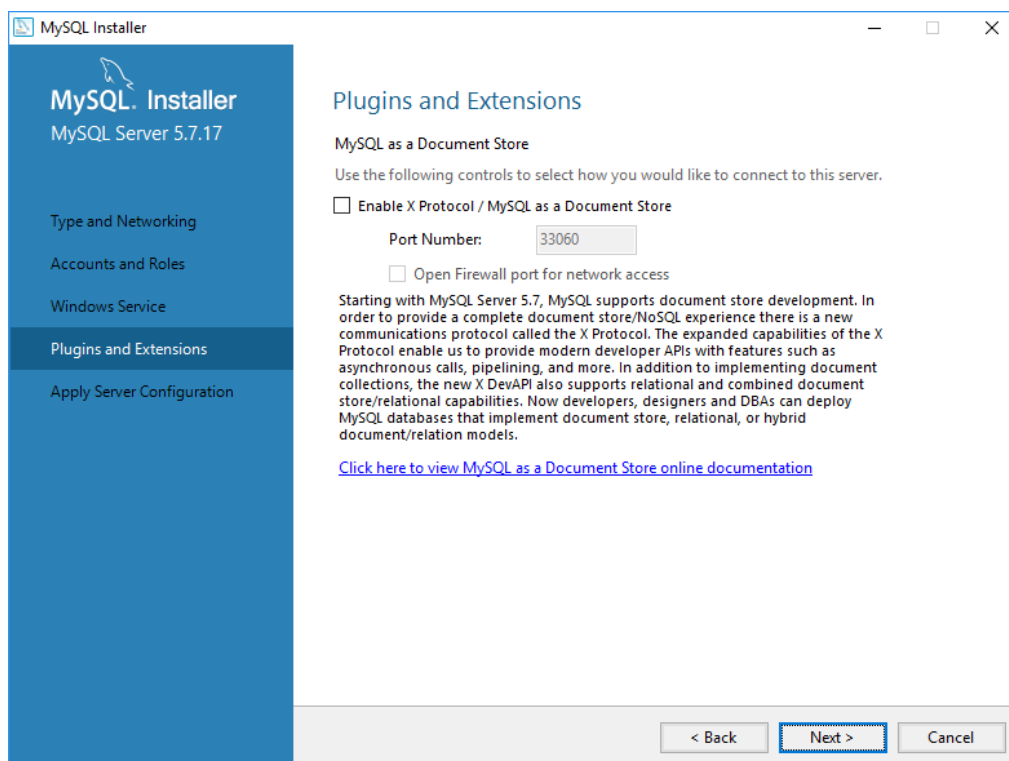 MySQL Installer
MySQL. Installer
MySQL Server 5.7.17
Type and Networking
Accounts and Roles
Windows Service
Plugins and Extensions
Apply Server Configuration
Plugins and Extensions
MySQL as a Document Store
Use the following controls to select how you would like to connect to this server.
Enable X Protocol / MySQL as a Document Store
Port Number: 33060
Open Firewall port for network access
Starting with MySQL Server 5.7, MySQL supports document store development. In
order to provide a complete document store/NoSQL experience there is a new
communications protocol called the X Protocol. The expanded capabilities of the X
Protocol enable us to provide modern developer APIs with features such as
asynchronous calls, pipelining, and more. In addition to implementing document
collections, the new X DevAPI also supports relational and combined document
store/relational capabilities. Now developers, designers and DBAs can deploy
MySQL databases that implement document store, relational, or hybrid
document/relation models.
Click here to view MySQL as a Document Store online documentation
< Back Next > Cancel